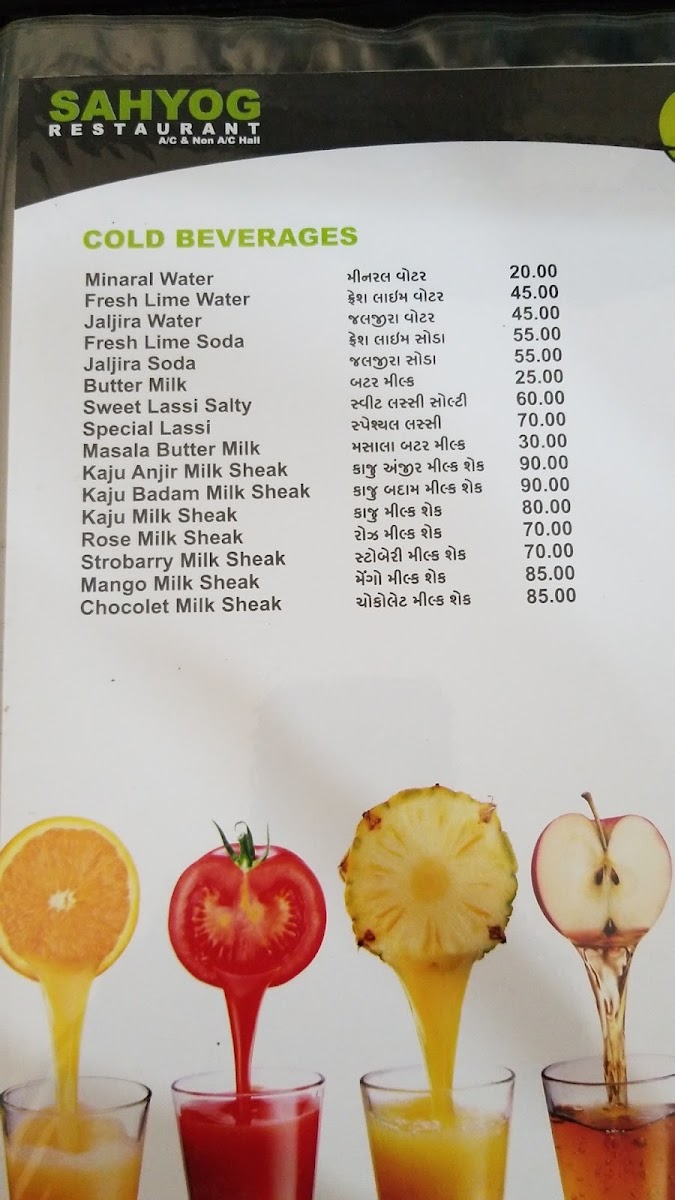 SAHYOG
RESTAURANT
A/C & Non A/C Hall
COLD BEVERAGES
Minaral Water મીનરલ વોટર 20.00
Fresh Lime Water ફ્રેશ લાઈમ વોટર 45.00
Jaljira Water જલજીરા વોટર 45.00
Fresh Lime Soda ફ્રેશ લાઈમ સોડા 55.00
Jaljira Soda જલજીરા સોડા 55.00
Butter Milk બટર મીલ્ક 25.00
Sweet Lassi Salty સ્વીટ લસ્સી સોલ્ટી 60.00
Special Lassi સ્પેશ્યલ લસ્સી 70.00
Masala Butter Milk મસાલા બટર મીલ્ક 30.00
Kaju Anjir Milk Sheak કાજુ અંજીર મીલ્ક શેક 90.00
Kaju Badam Milk Sheak કાજુ બદામ મીલ્ક શેક 90.00
Kaju Milk Sheak કાજુ મીલ્ક શેક 80.00
Rose Milk Sheak રોઝ મીલ્ક શેક 70.00
Strobarry Milk Sheak સ્ટોબેરી મીલ્ક શેક 70.00
Mango Milk Sheak મેંગો મીલ્ક શેક 85.00
Chocolet Milk Sheak ચોકોલેટ મીલ્ક શેક 85.00